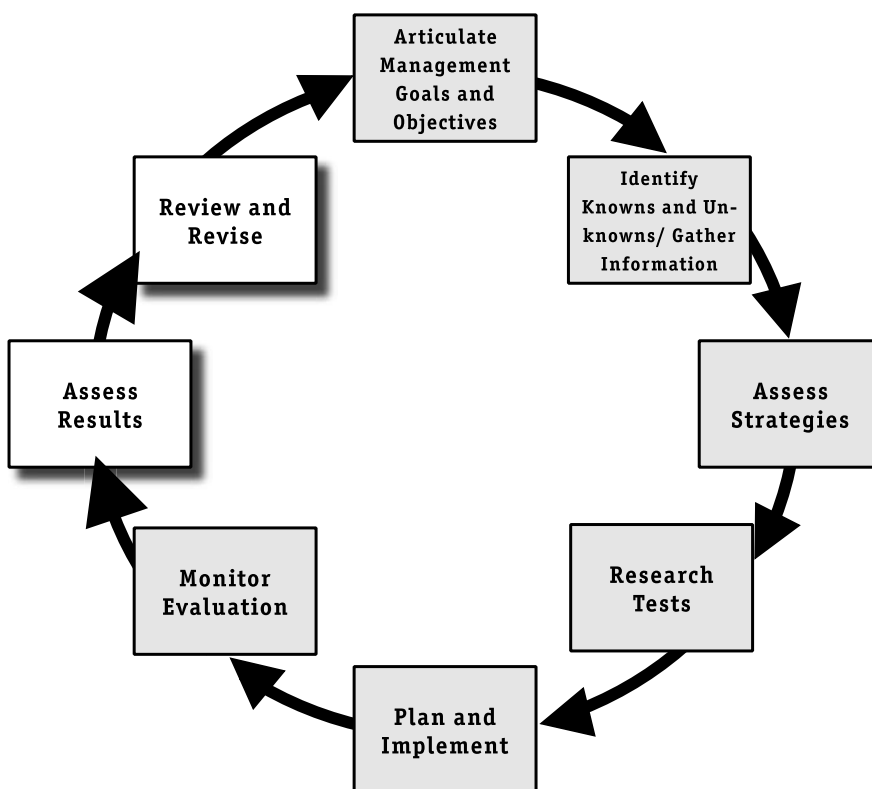 Articulate
Management
Goals and
Objectives
Identify
Knowns and Un-
knowns/ Gather
Information
Assess
Strategies
Research
Tests
Plan and
Implement
Monitor
Evaluation
Assess
Results
Review and
Revise